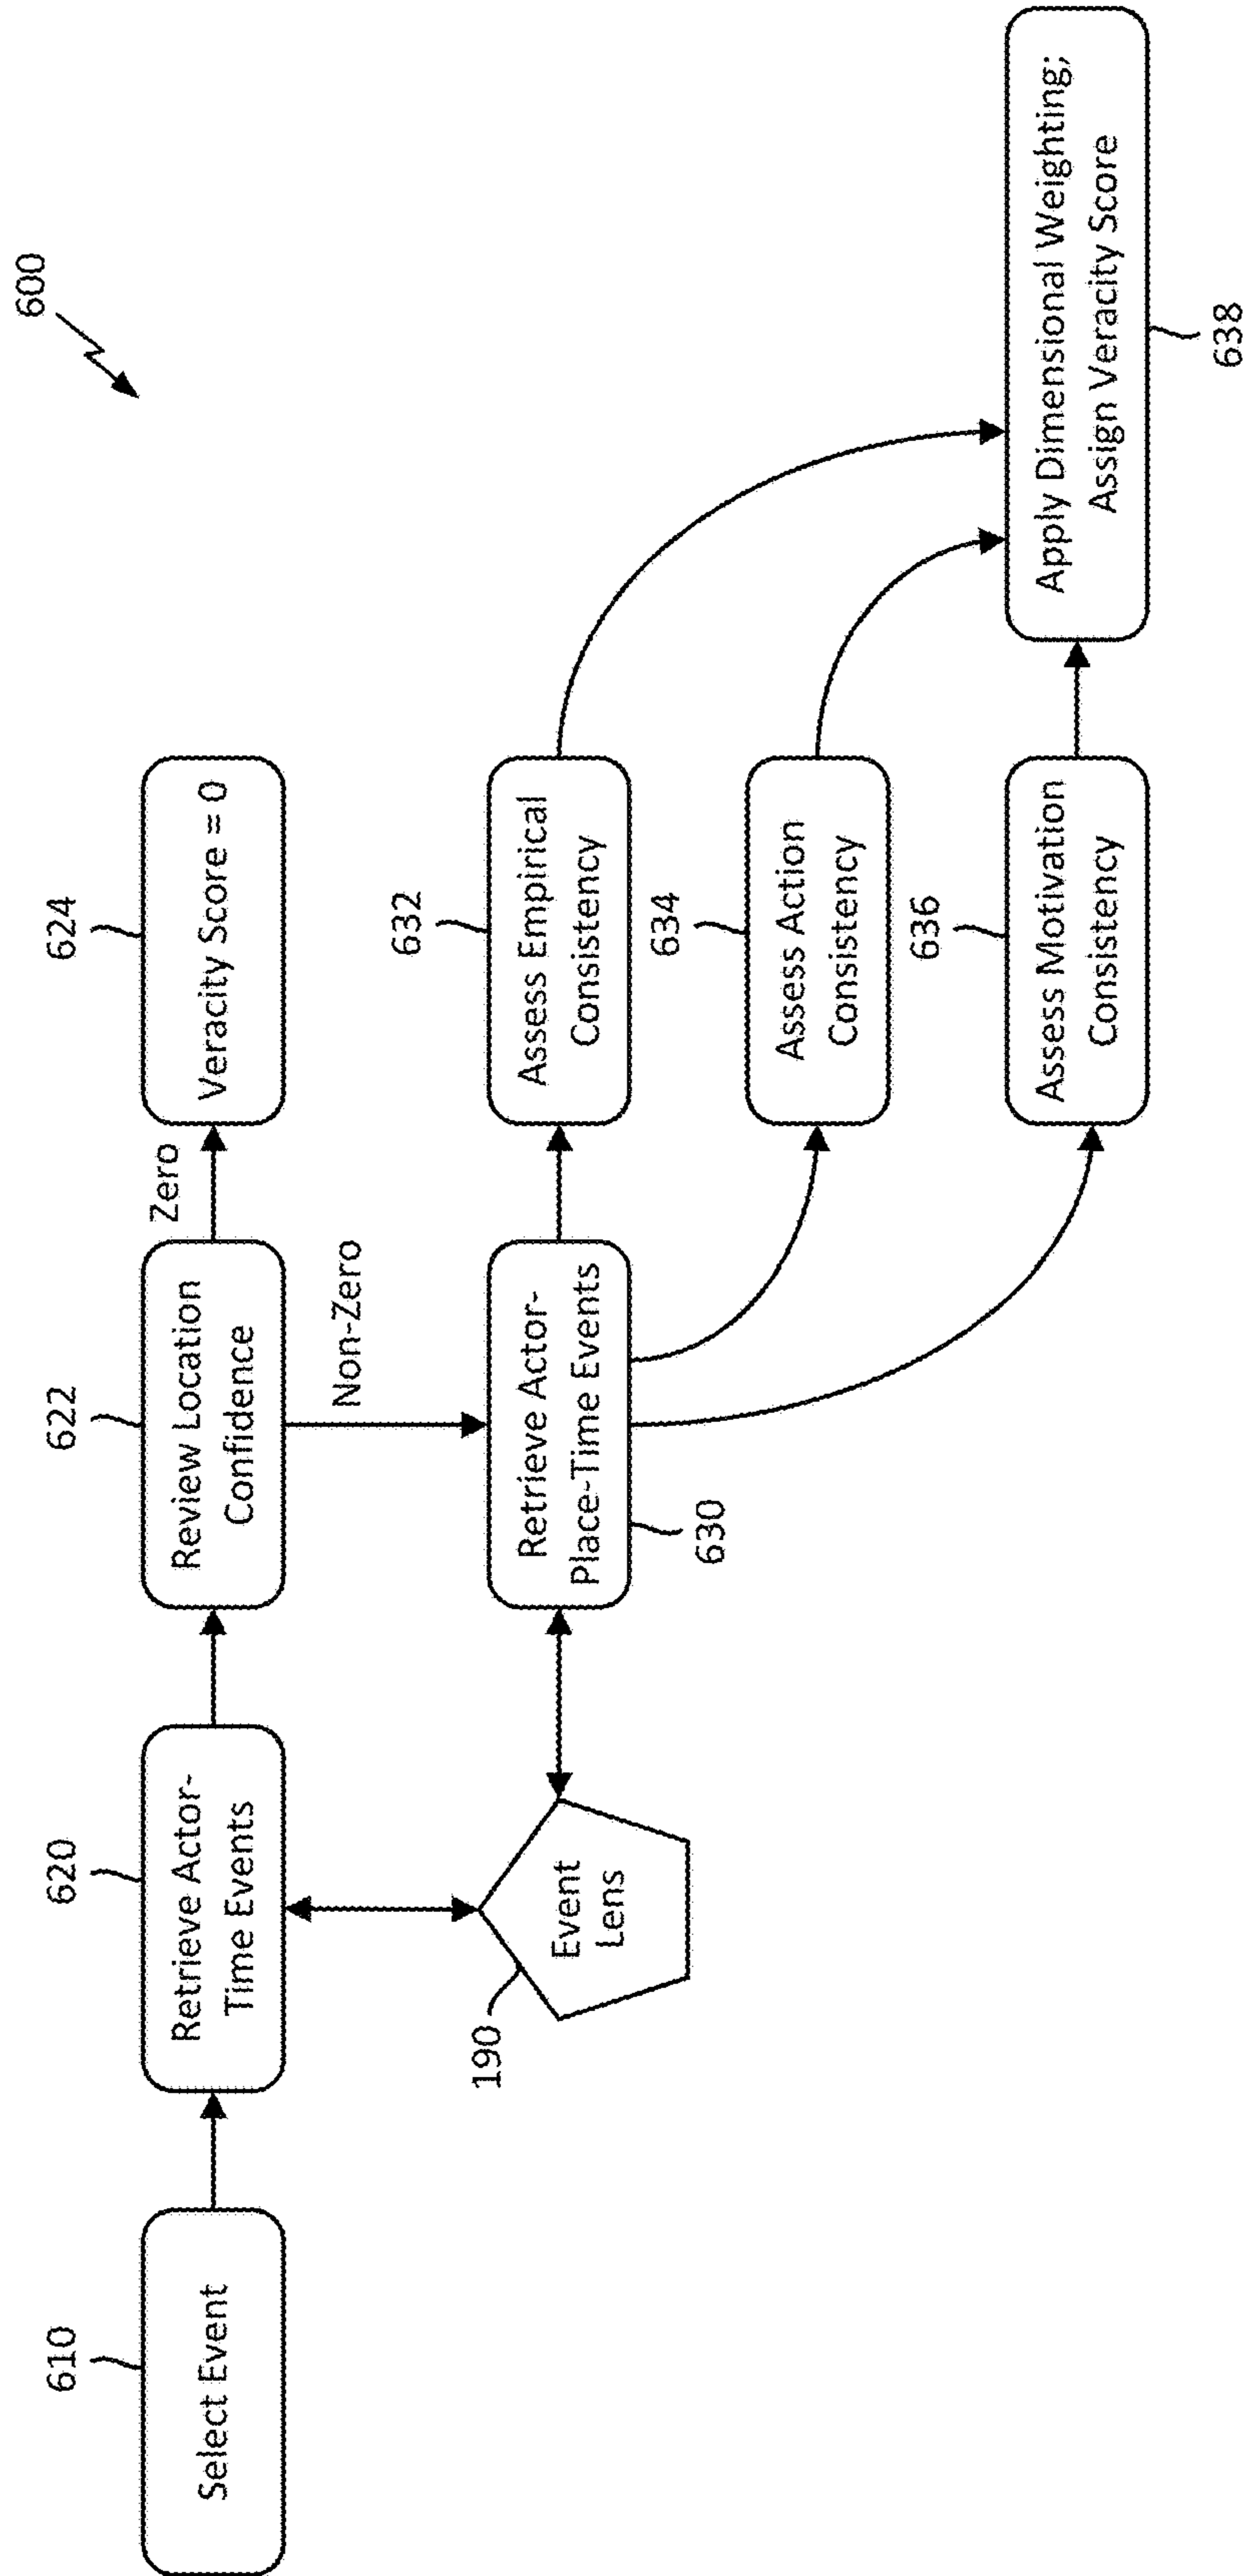 600
610
Select Event
620
Retrieve Actor-
Time Events
622
Review Location
Confidence
Zero
624
Veracity Score = 0
Non-Zero
190
Event
Lens
Retrieve Actor-
Place-Time Events
630
632
Assess Empirical
Consistency
634
Assess Action
Consistency
636
Assess Motivation
Consistency
Apply Dimensional Weighting;
Assign Veracity Score
638